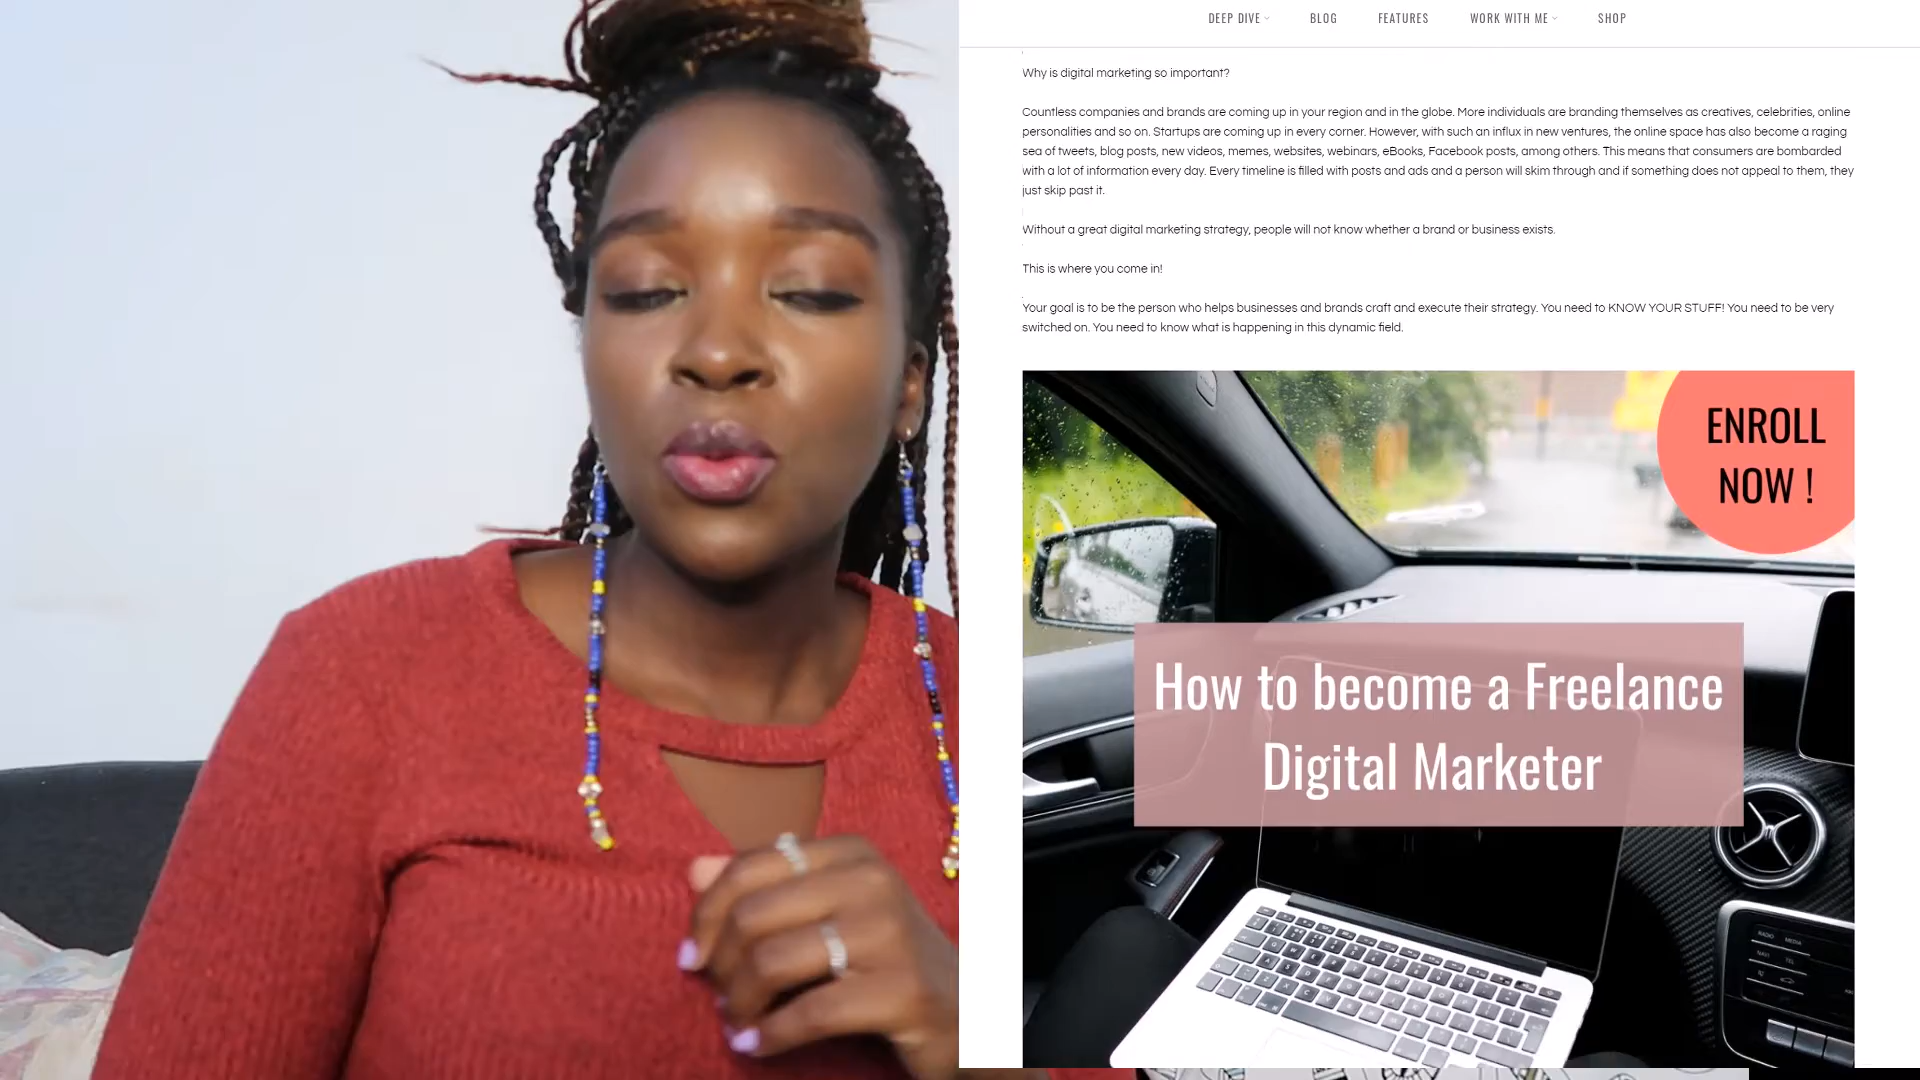 DEEP DIVE BLOG FEATURES WORK WITH ME SHOP
Why is digital marketing so important?
Countless companies and brands are coming up in your region and in the globe. More individuals are branding themselves as creatives, celebrities, online
personalities and so on. Startups are coming up in every corner. However, with such an influx in new ventures, the online space has also become a raging
sea of tweets, blog posts, new videos, memes, websites, webinars, eBooks, Facebook posts, among others. This means that consumers are bombarded
with a lot of information every day. Every timeline is filled with posts and ads and a person will skim through and if something does not appeal to them, they
just skip past it.
Without a great digital marketing strategy, people will not know whether a brand or business exists.
This is where you come in!
Your goal is to be the person who helps businesses and brands craft and execute their strategy. You need to KNOW YOUR STUFF! You need to be very
switched on. You need to know what is happening in this dynamic field.
ENROLL
NOW !
How to become a Freelance
Digital Marketer
RADIO MEDIA
NAVI TEL